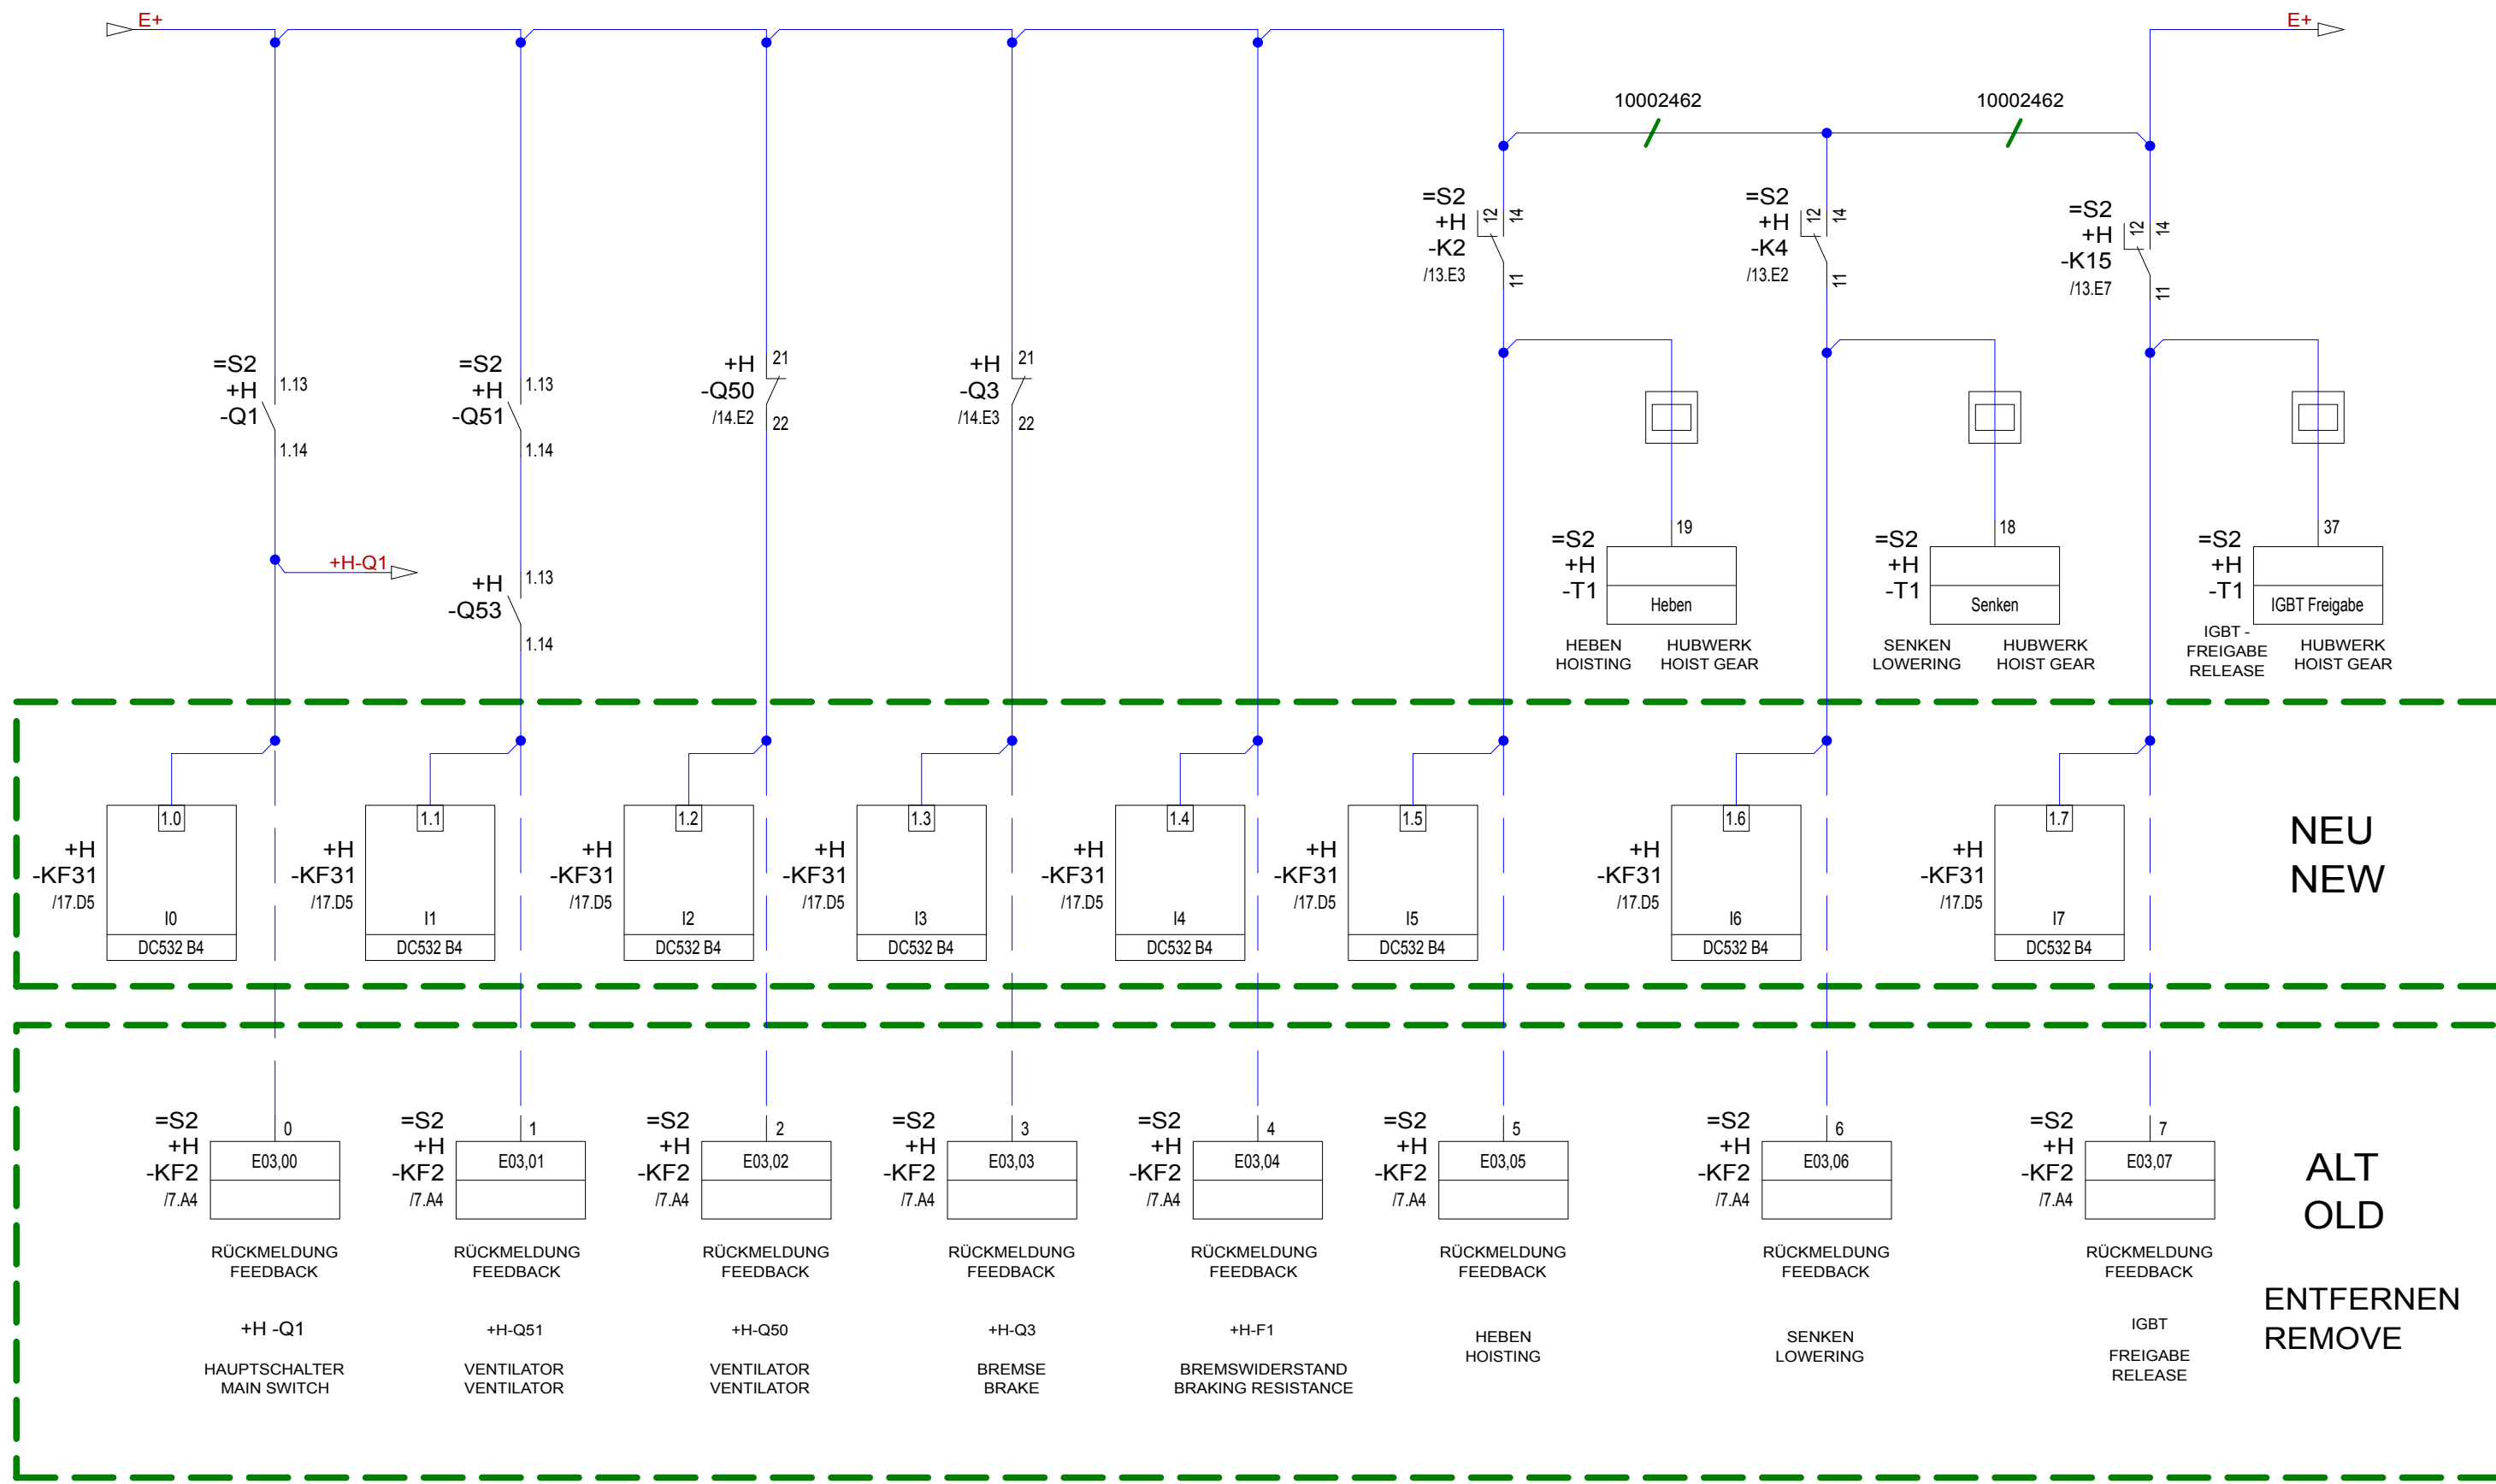 E+
E+
10002462
10002462
=S2
+H
-K2
/13.E3
12
14
11
=S2
+H
-K4
/13.E2
12
14
11
=S2
+H
-K15
/13.E7
12
14
11
=S2
+H
-Q1
1.13
1.14
=S2
+H
-Q51
1.13
1.14
+H
-Q50
/14.E2
21
22
+H
-Q3
/14.E3
21
22
+H-Q1
+H
-Q53
1.13
1.14
=S2
+H
-T1
19
Heben
HEBEN
HOISTING
HUBWERK
HOIST GEAR
=S2
+H
-T1
18
Senken
SENKEN
LOWERING
HUBWERK
HOIST GEAR
=S2
+H
-T1
37
IGBT Freigabe
IGBT -
FREIGABE
RELEASE
HUBWERK
HOIST GEAR
+H
-KF31
/17.D5
1.0
I0
DC532 B4
+H
-KF31
/17.D5
1.1
I1
DC532 B4
+H
-KF31
/17.D5
1.2
I2
DC532 B4
+H
-KF31
/17.D5
1.3
I3
DC532 B4
+H
-KF31
/17.D5
1.4
I4
DC532 B4
+H
-KF31
/17.D5
1.5
I5
DC532 B4
+H
-KF31
/17.D5
1.6
I6
DC532 B4
+H
-KF31
/17.D5
1.7
I7
DC532 B4
NEU
NEW
=S2
+H
-KF2
/7.A4
0
E03,00
RÜCKMELDUNG
FEEDBACK
+H -Q1
HAUPTSCHALTER
MAIN SWITCH
=S2
+H
-KF2
/7.A4
1
E03,01
RÜCKMELDUNG
FEEDBACK
+H-Q51
VENTILATOR
VENTILATOR
=S2
+H
-KF2
/7.A4
2
E03,02
RÜCKMELDUNG
FEEDBACK
+H-Q50
VENTILATOR
VENTILATOR
=S2
+H
-KF2
/7.A4
3
E03,03
RÜCKMELDUNG
FEEDBACK
+H-Q3
BREMSE
BRAKE
=S2
+H
-KF2
/7.A4
4
E03,04
RÜCKMELDUNG
FEEDBACK
+H-F1
BREMSWIDERSTAND
BRAKING RESISTANCE
=S2
+H
-KF2
/7.A4
5
E03,05
RÜCKMELDUNG
FEEDBACK
HEBEN
HOISTING
=S2
+H
-KF2
/7.A4
6
E03,06
RÜCKMELDUNG
FEEDBACK
SENKEN
LOWERING
=S2
+H
-KF2
/7.A4
7
E03,07
RÜCKMELDUNG
FEEDBACK
IGBT
FREIGABE
RELEASE
ALT
OLD
ENTFERNEN
REMOVE